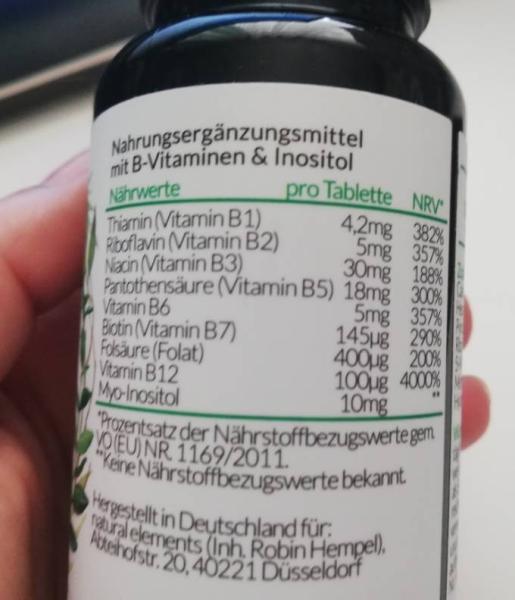 Nahrungsergänzungsmittel
mit B-Vitaminen & Inositol
Nährwerte pro Tablette NRV*
Thiamin (Vitamin B1) 4,2mg 382%
Riboflavin (Vitamin B2) 5mg 357%
Niacin (Vitamin B3) 30mg 188%
Pantothensäure (Vitamin B5) 18mg 300%
Vitamin B6 5mg 357%
Biotin (Vitamin B7) 145µg 290%
Folsäure (Folat) 400µg 200%
Vitamin B12 100µg 4000%
Myo-Inositol 10mg **
*Prozentsatz der Nährstoffbezugswerte gem.
VO (EU) NR. 1169/2011.
**Keine Nährstoffbezugswerte bekannt.
Hergestellt in Deutschland für:
natural elements (Inh. Robin Hempel),
Abteihofstr. 20, 40221 Düsseldorf